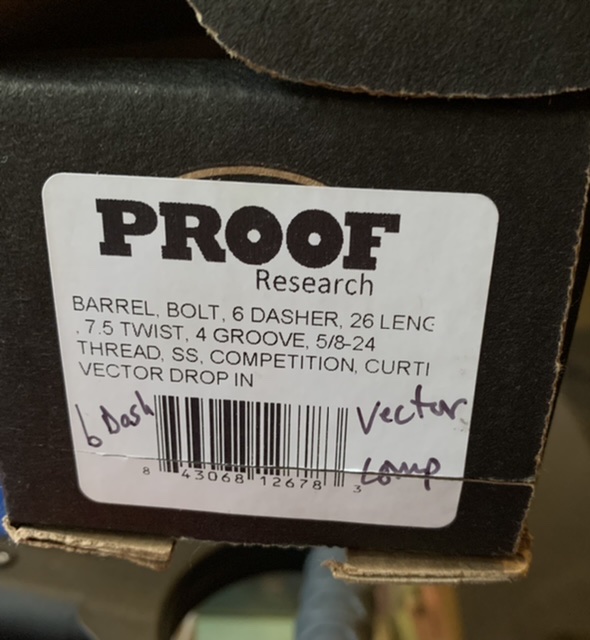 PROOF
Research
BARREL, BOLT, 6 DASHER, 26 LENG
, 7.5 TWIST, 4 GROOVE, 5/8-24
THREAD, SS, COMPETITION, CURTI
VECTOR DROP IN
6 Dash
Vector
comp
8 43068 12678 3